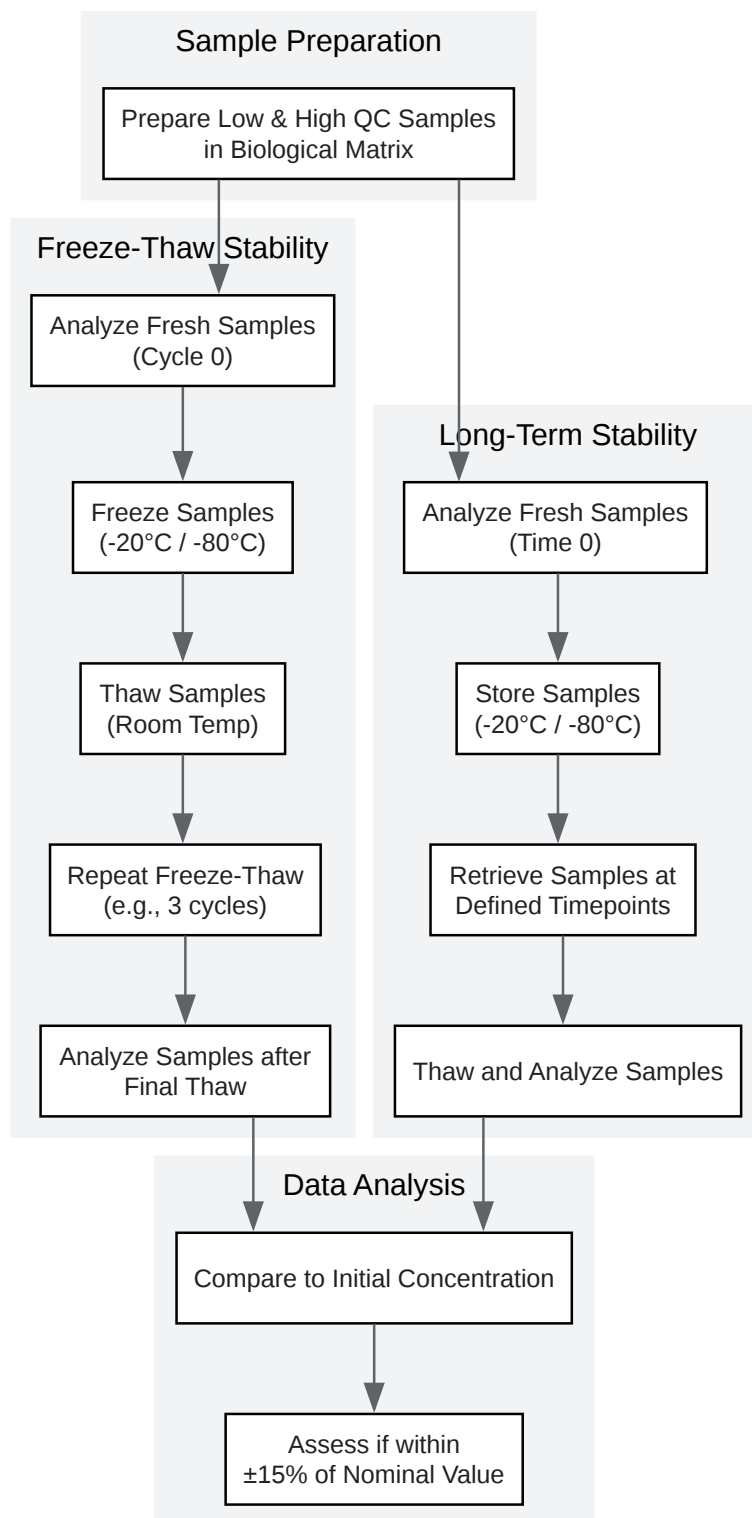 Sample Preparation
Prepare Low & High QC Samples
in Biological Matrix
Freeze-Thaw Stability
Analyze Fresh Samples
(Cycle 0)
Freeze Samples
(-20°C / -80°C)
Thaw Samples
(Room Temp)
Repeat Freeze-Thaw
(e.g., 3 cycles)
Analyze Samples after
Final Thaw
Long-Term Stability
Analyze Fresh Samples
(Time 0)
Store Samples
(-20°C / -80°C)
Retrieve Samples at
Defined Timepoints
Thaw and Analyze Samples
Data Analysis
Compare to Initial Concentration
Assess if within
±15% of Nominal Value